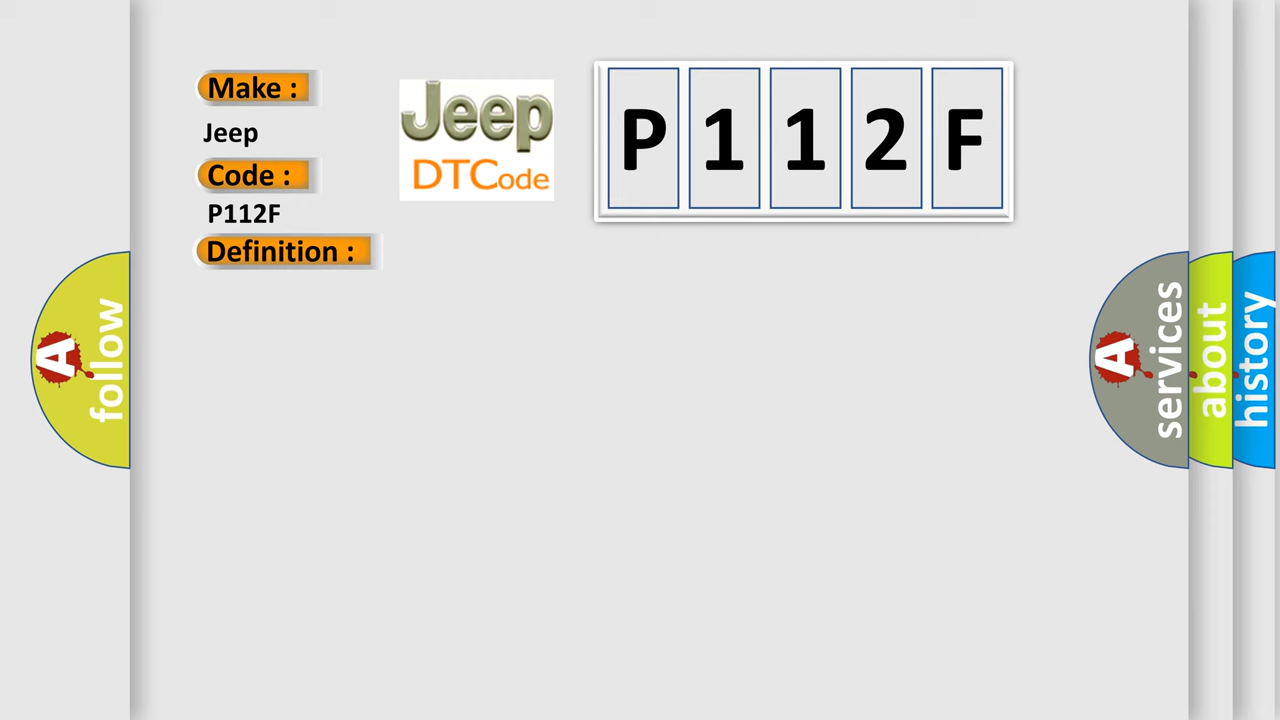 Make :
Jeep
Code :
P112F
Definition :
Jeep
DTCode
P 1 1 2 F
A
follow
A
services
about
history